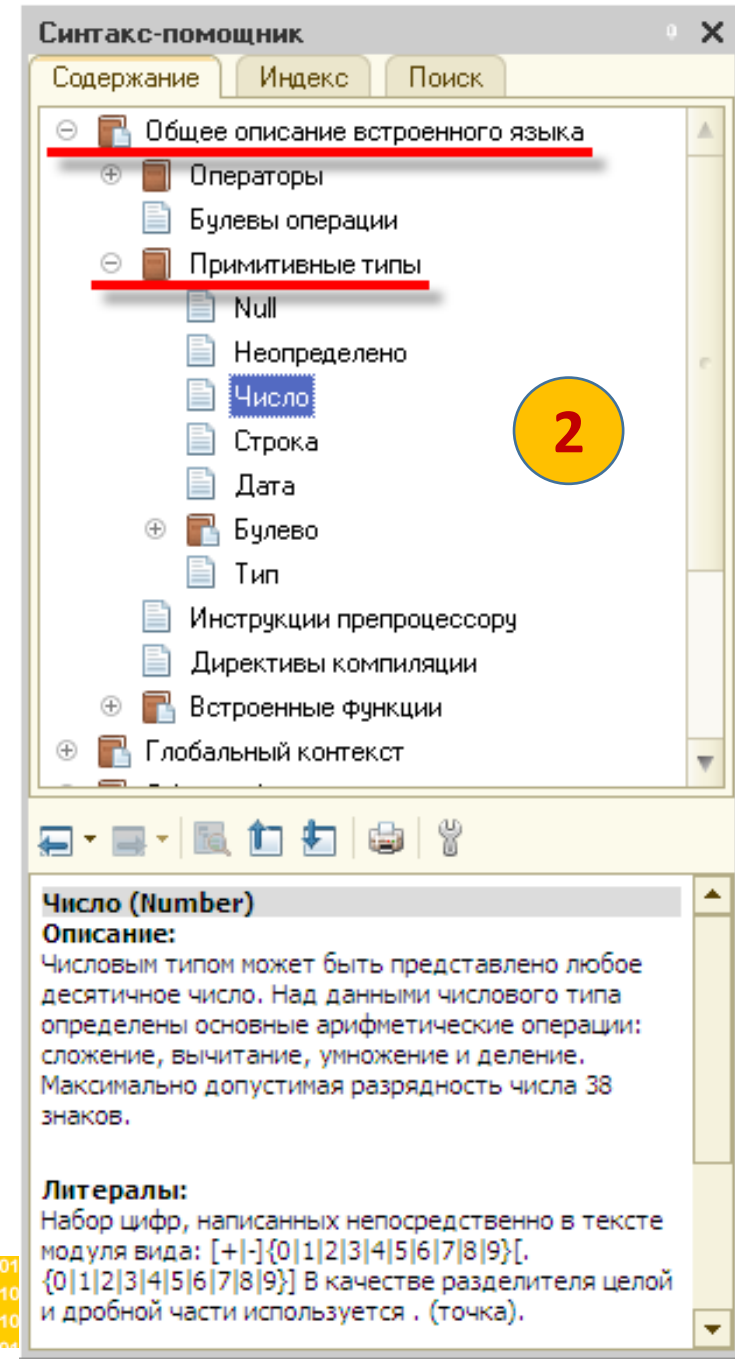 Синтакс-помощник
Содержание Индекс Поиск
Общее описание встроенного языка
Операторы
Булевы операции
Примитивные типы
Null
Неопределено
Число
2
Строка
Дата
Булево
Тип
Инструкции препроцессору
Директивы компиляции
Встроенные функции
Глобальный контекст
Число (Number)
Описание:
Числовым типом может быть представлено любое
десятичное число. Над данными числового типа
определены основные арифметические операции:
сложение, вычитание, умножение и деление.
Максимально допустимая разрядность числа 38
знаков.
Литералы:
Набор цифр, написанных непосредственно в тексте
модуля вида: [+|-]{0|1|2|3|4|5|6|7|8|9}[.
{0|1|2|3|4|5|6|7|8|9}] В качестве разделителя целой
и дробной части используется . (точка).
01
10
10